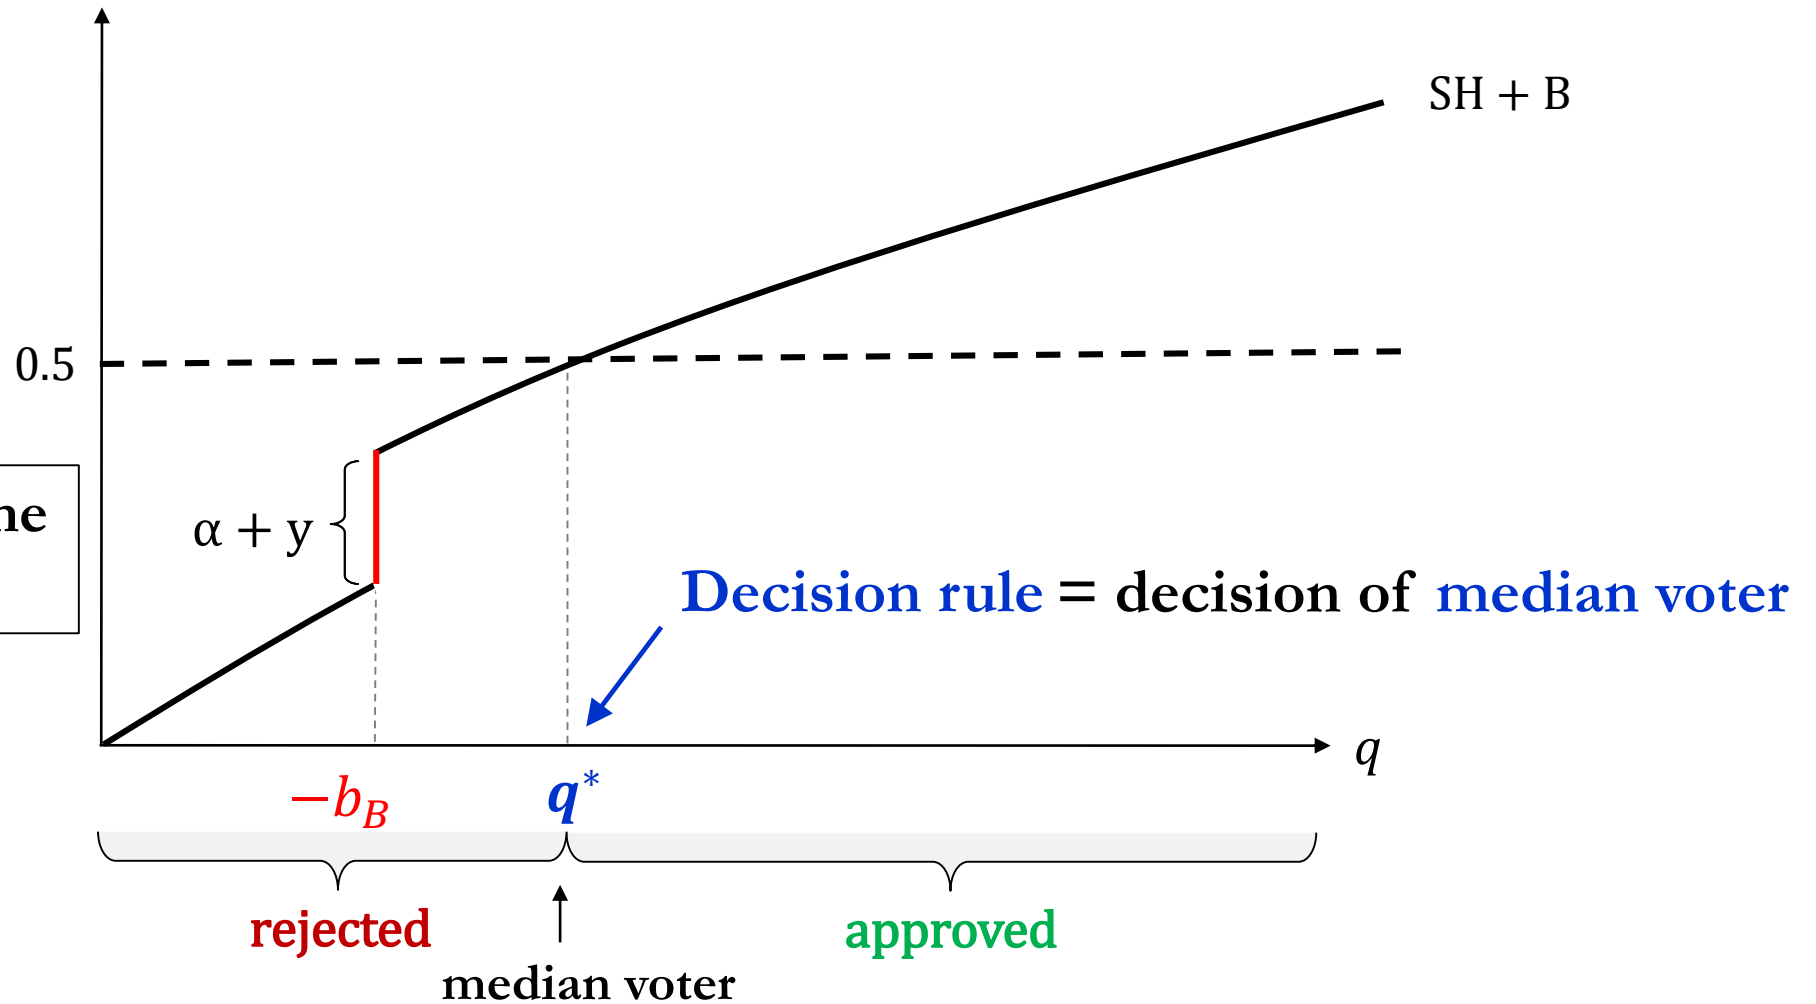 SH + B
0.5
ne
α + y
Decision rule = decision of median voter
q
−b_B
q*
rejected
approved
median voter